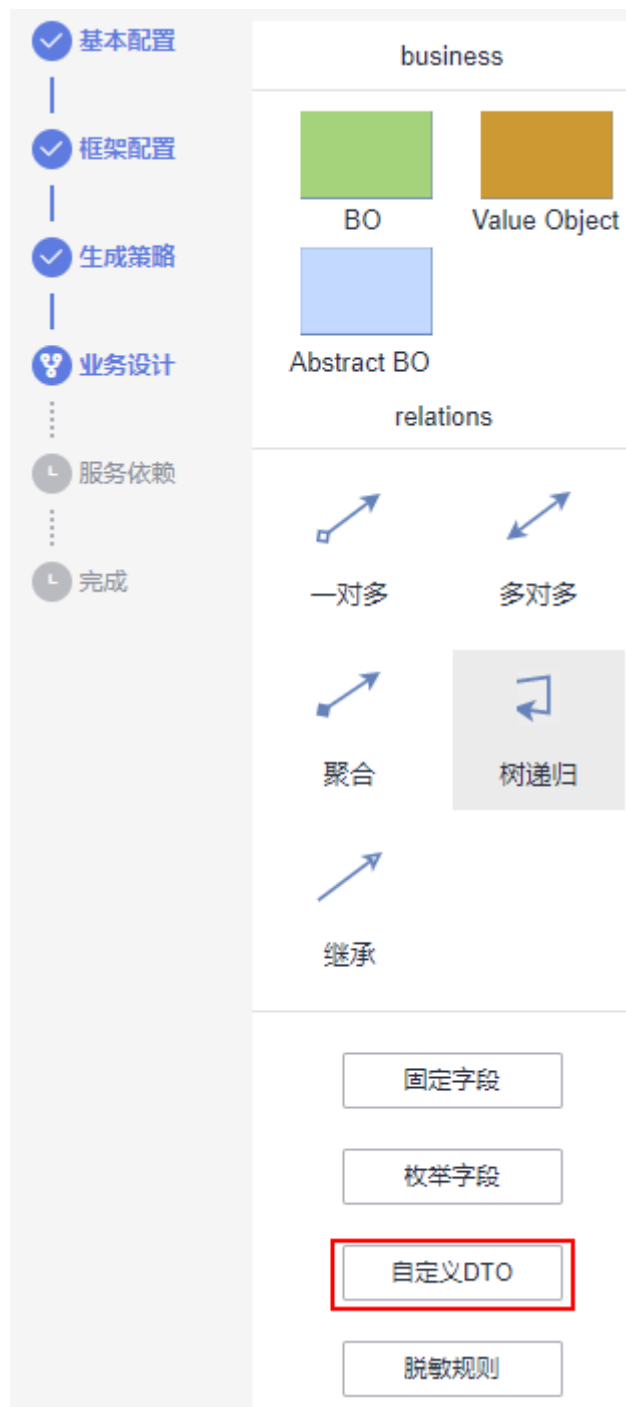 基本配置
框架配置
生成策略
业务设计
服务依赖
完成
business
BO
Value Object
Abstract BO
relations
一对多
多对多
聚合
树递归
继承
固定字段
枚举字段
自定义DTO
脱敏规则